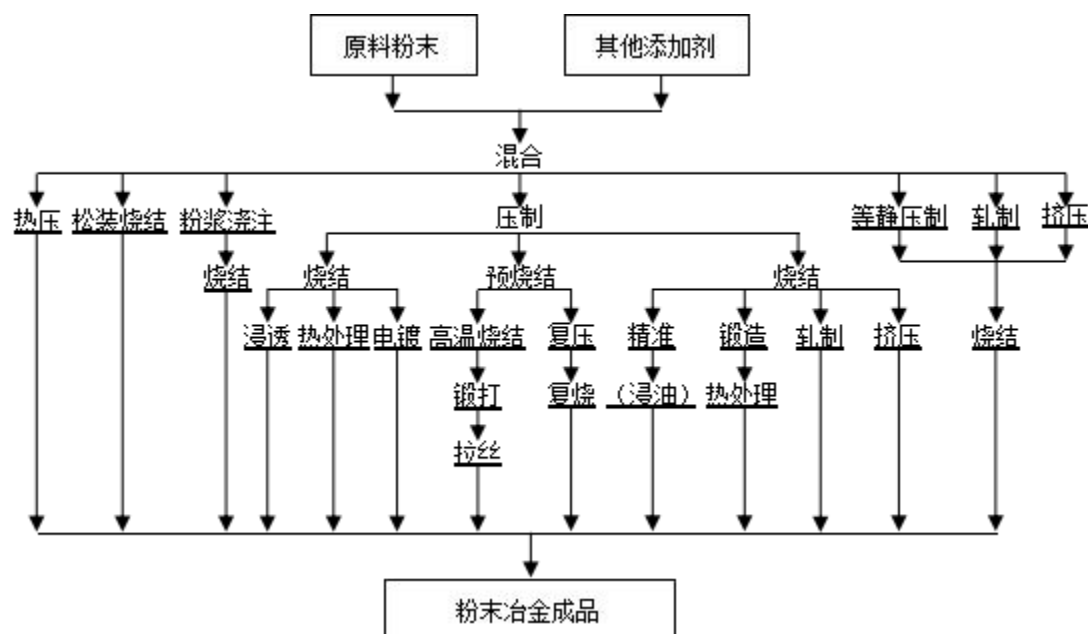 原料粉末 其他添加剂
混合
热压 松装烧结 粉浆浇注 压制 等静压制 轧制 挤压
烧结 烧结 预烧结 烧结
浸透 热处理 电镀 高温烧结 复压 精准 锻造 轧制 挤压 烧结
锻打 复烧 （浸油） 热处理
拉丝
粉末冶金成品